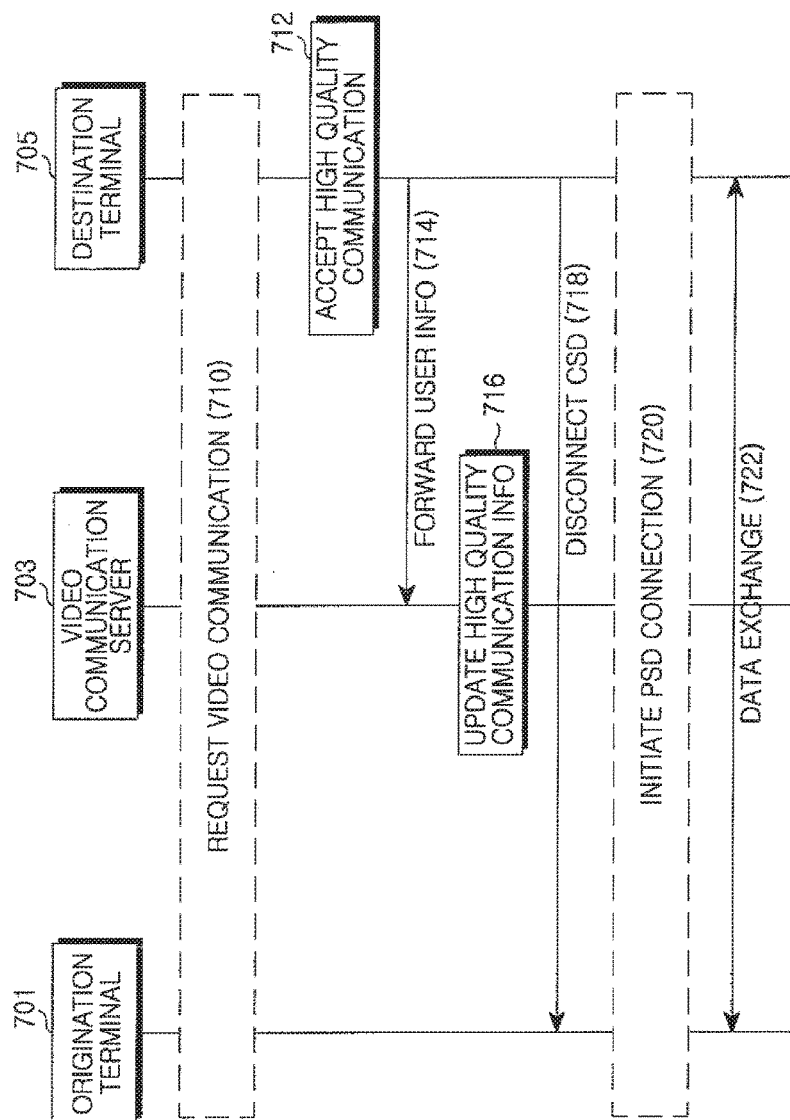 701
ORIGINATION
TERMINAL
703
VIDEO
COMMUNICATION
SERVER
705
DESTINATION
TERMINAL
REQUEST VIDEO COMMUNICATION (710)
712
ACCEPT HIGH QUALITY
COMMUNICATION
FORWARD USER INFO (714)
UPDATE HIGH QUALITY
COMMUNICATION INFO
716
DISCONNECT CSD (718)
INITIATE PSD CONNECTION (720)
DATA EXCHANGE (722)